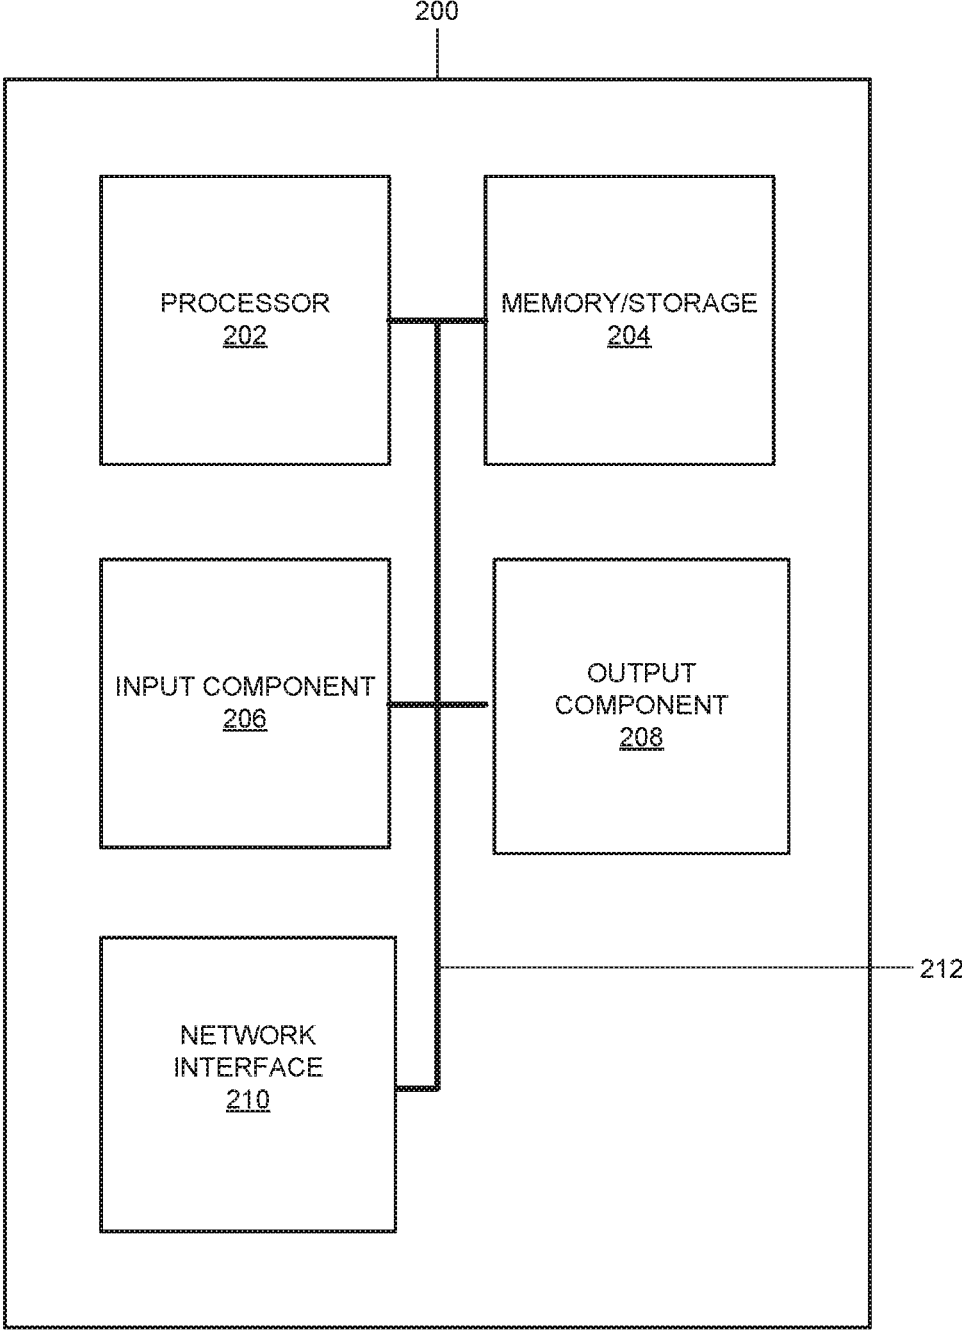 200
PROCESSOR
202
MEMORY/STORAGE
204
INPUT COMPONENT
206
OUTPUT
COMPONENT
208
212
NETWORK
INTERFACE
210